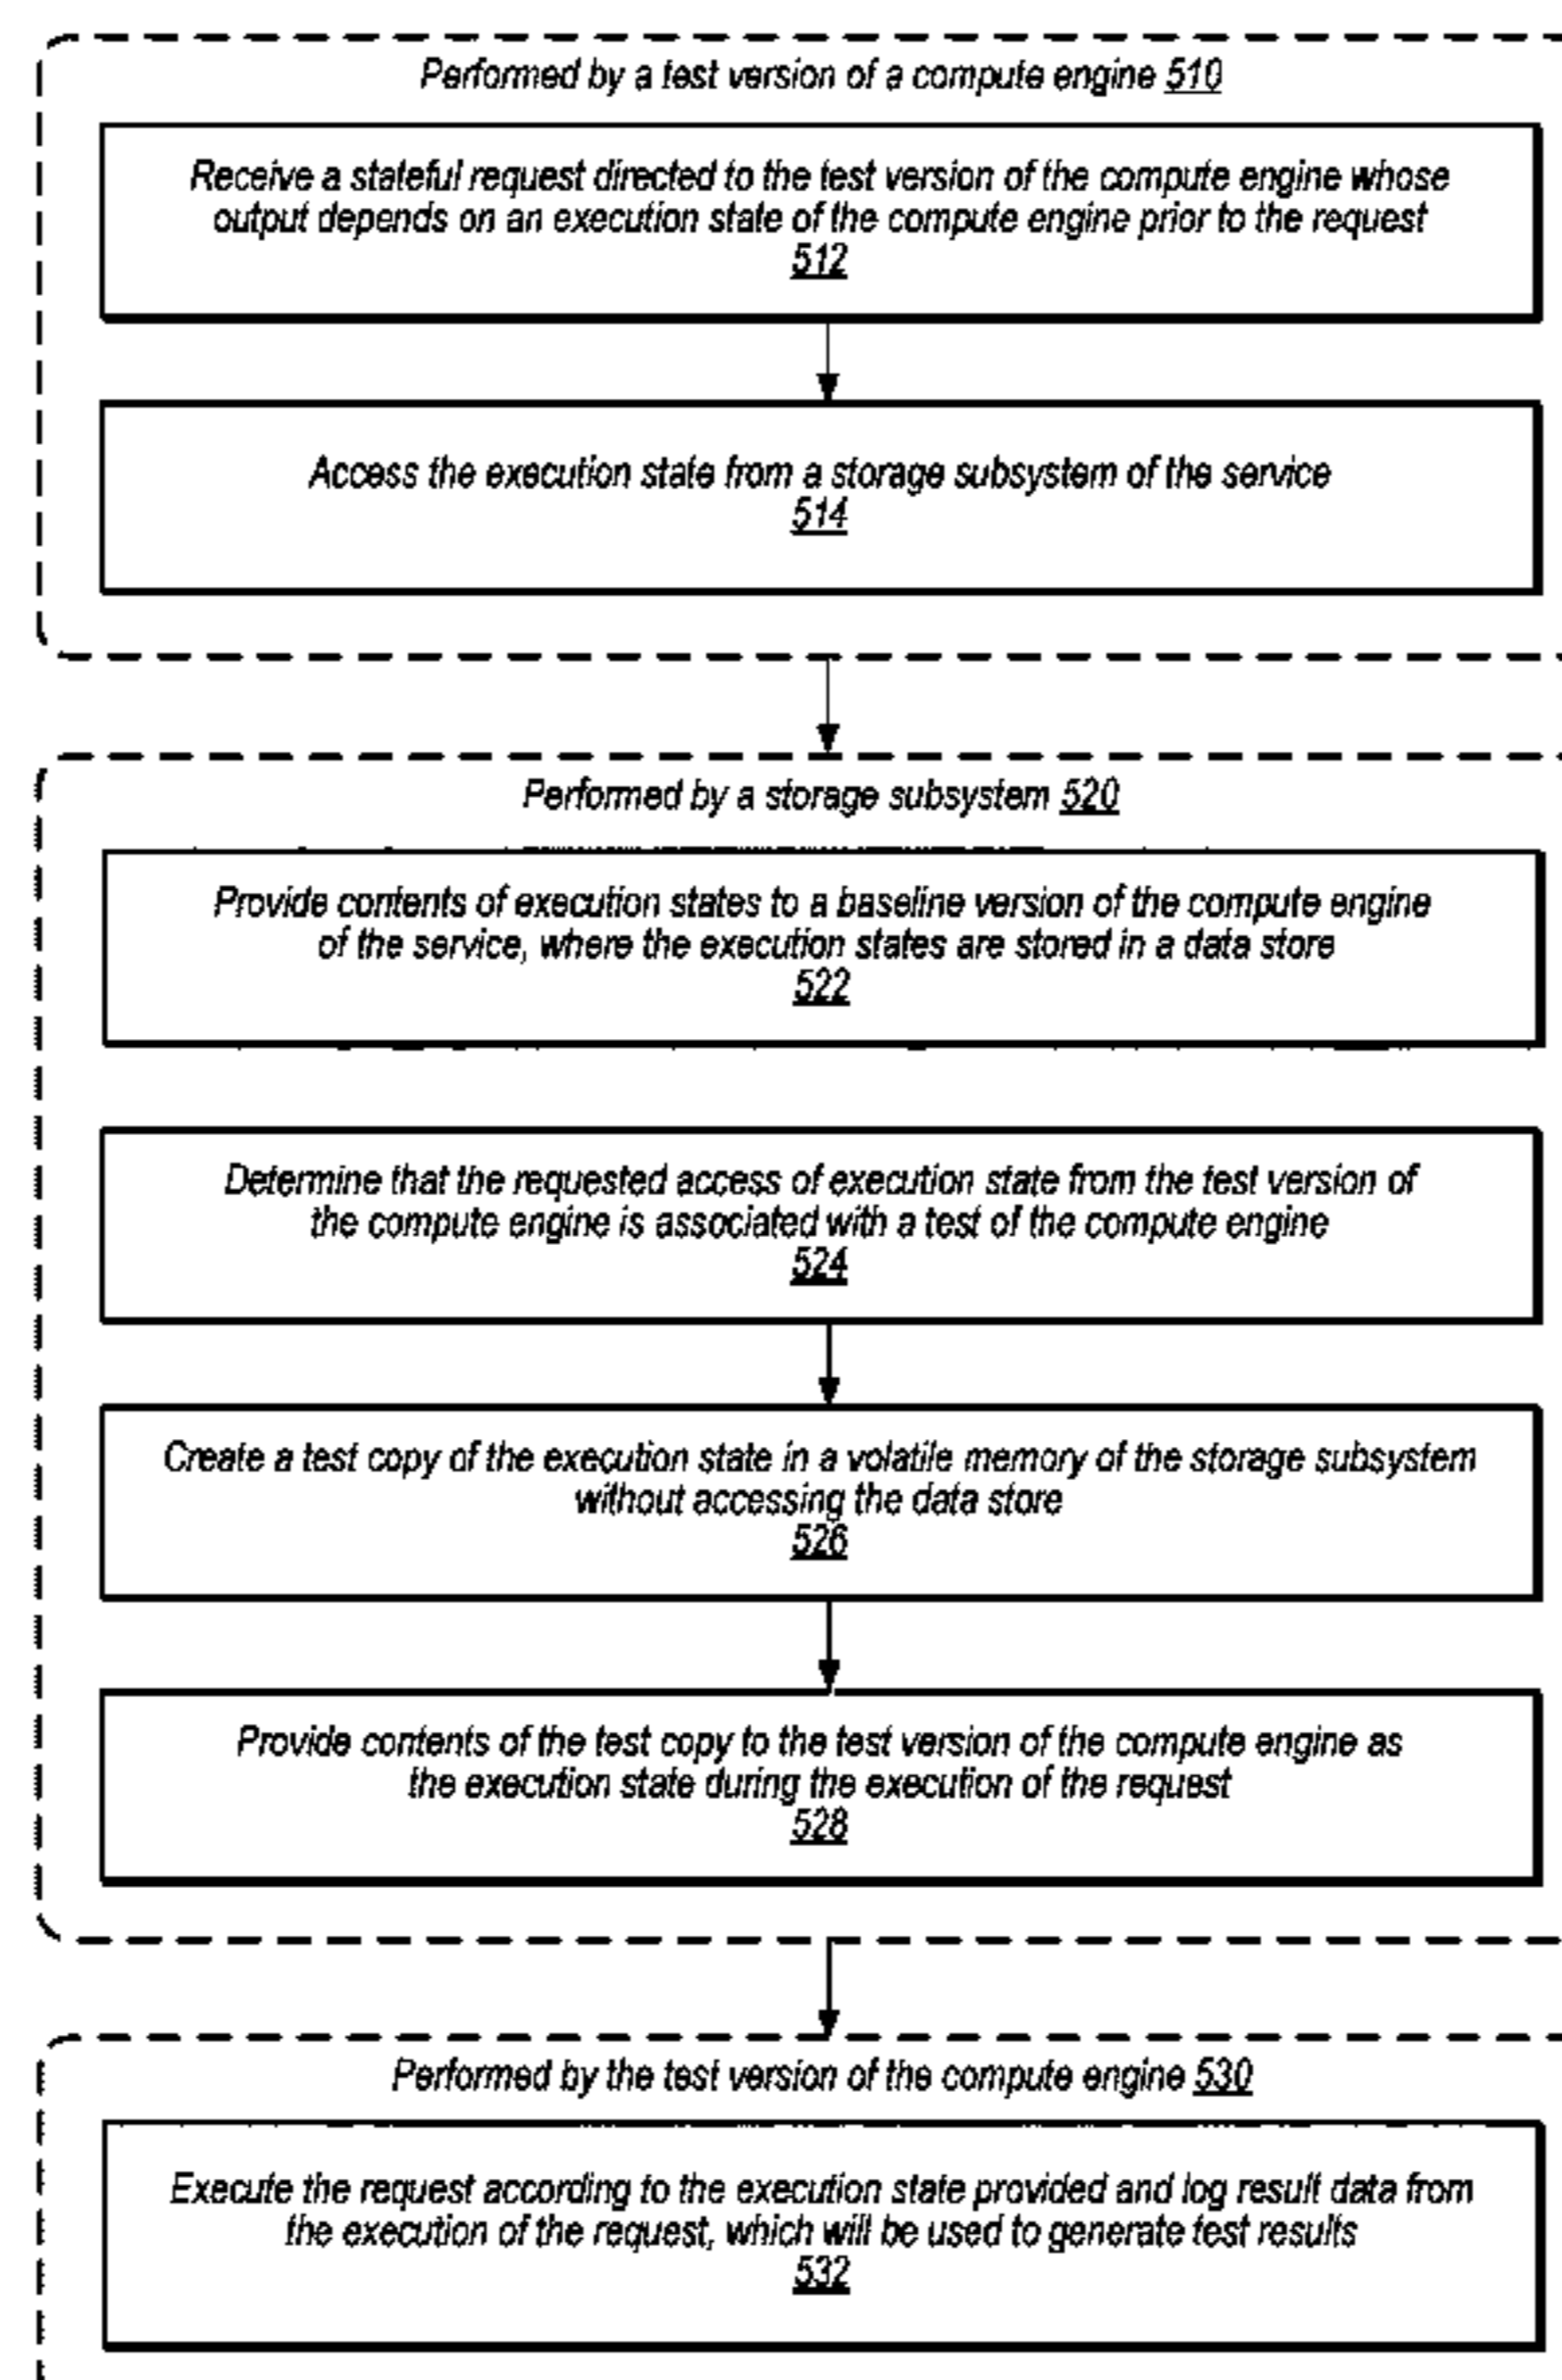 Performed by a test version of a compute engine 510
Receive a stateful request directed to the test version of the compute engine whose
output depends on an execution state of the compute engine prior to the request
512
Access the execution state from a storage subsystem of the service
514
Performed by a storage subsystem 520
Provide contents of execution states to a baseline version of the compute engine
of the service, where the execution states are stored in a data store
522
Determine that the requested access of execution state from the test version of
the compute engine is associated with a test of the compute engine
524
Create a test copy of the execution state in a volatile memory of the storage subsystem
without accessing the data store
526
Provide contents of the test copy to the test version of the compute engine as
the execution state during the execution of the request
528
Performed by the test version of the compute engine 530
Execute the request according to the execution state provided and log result data from
the execution of the request, which will be used to generate test results
532